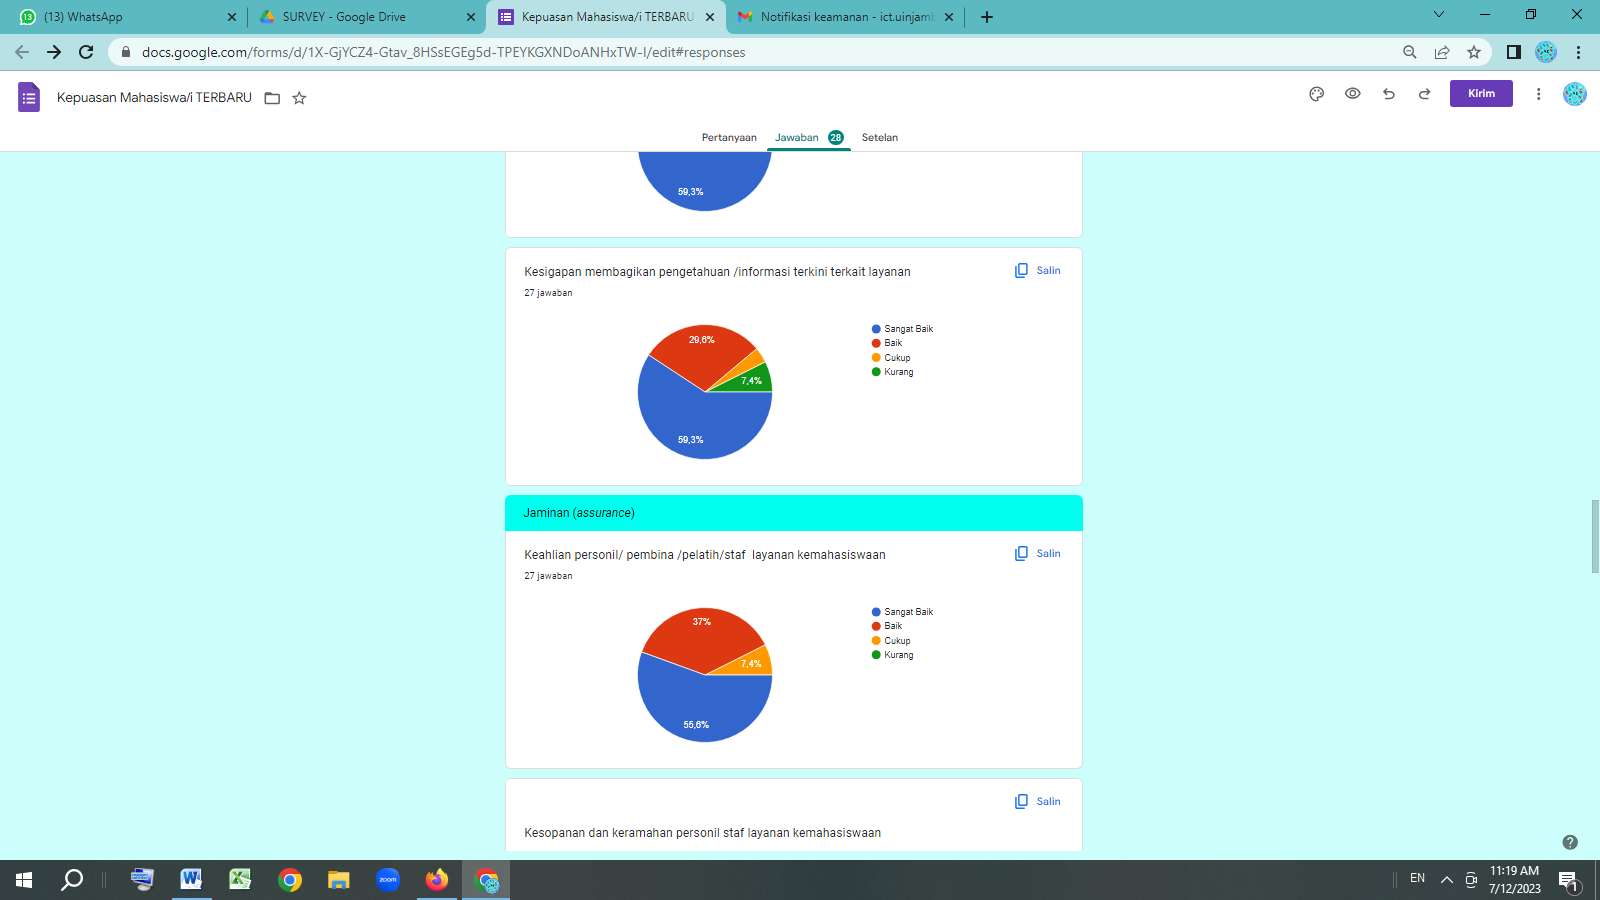 (13) WhatsApp
SURVEY - Google Drive
Kepuasan Mahasiswa/i TERBARU
Notifikasi keamanan - ict.uinjamb
docs.google.com/forms/d/1X-GjYCZ4-Gtav_8HSsEGEg5d-TPEYKGXNDoANHxTW-I/edit#responses
Kepuasan Mahasiswa/i TERBARU
Kirim
Pertanyaan
Jawaban 28
Setelan
59,3%
Kesigapan membagikan pengetahuan /informasi terkini terkait layanan
Salin
27 jawaban
29,6%
7,4%
59,3%
Sangat Baik
Baik
Cukup
Kurang
Jaminan (assurance)
Keahlian personil/ pembina /pelatih/staf  layanan kemahasiswaan
Salin
27 jawaban
37%
7,4%
55,6%
Sangat Baik
Baik
Cukup
Kurang
Salin
Kesopanan dan keramahan personil staf layanan kemahasiswaan
zoom
EN
11:19 AM
7/12/2023
1